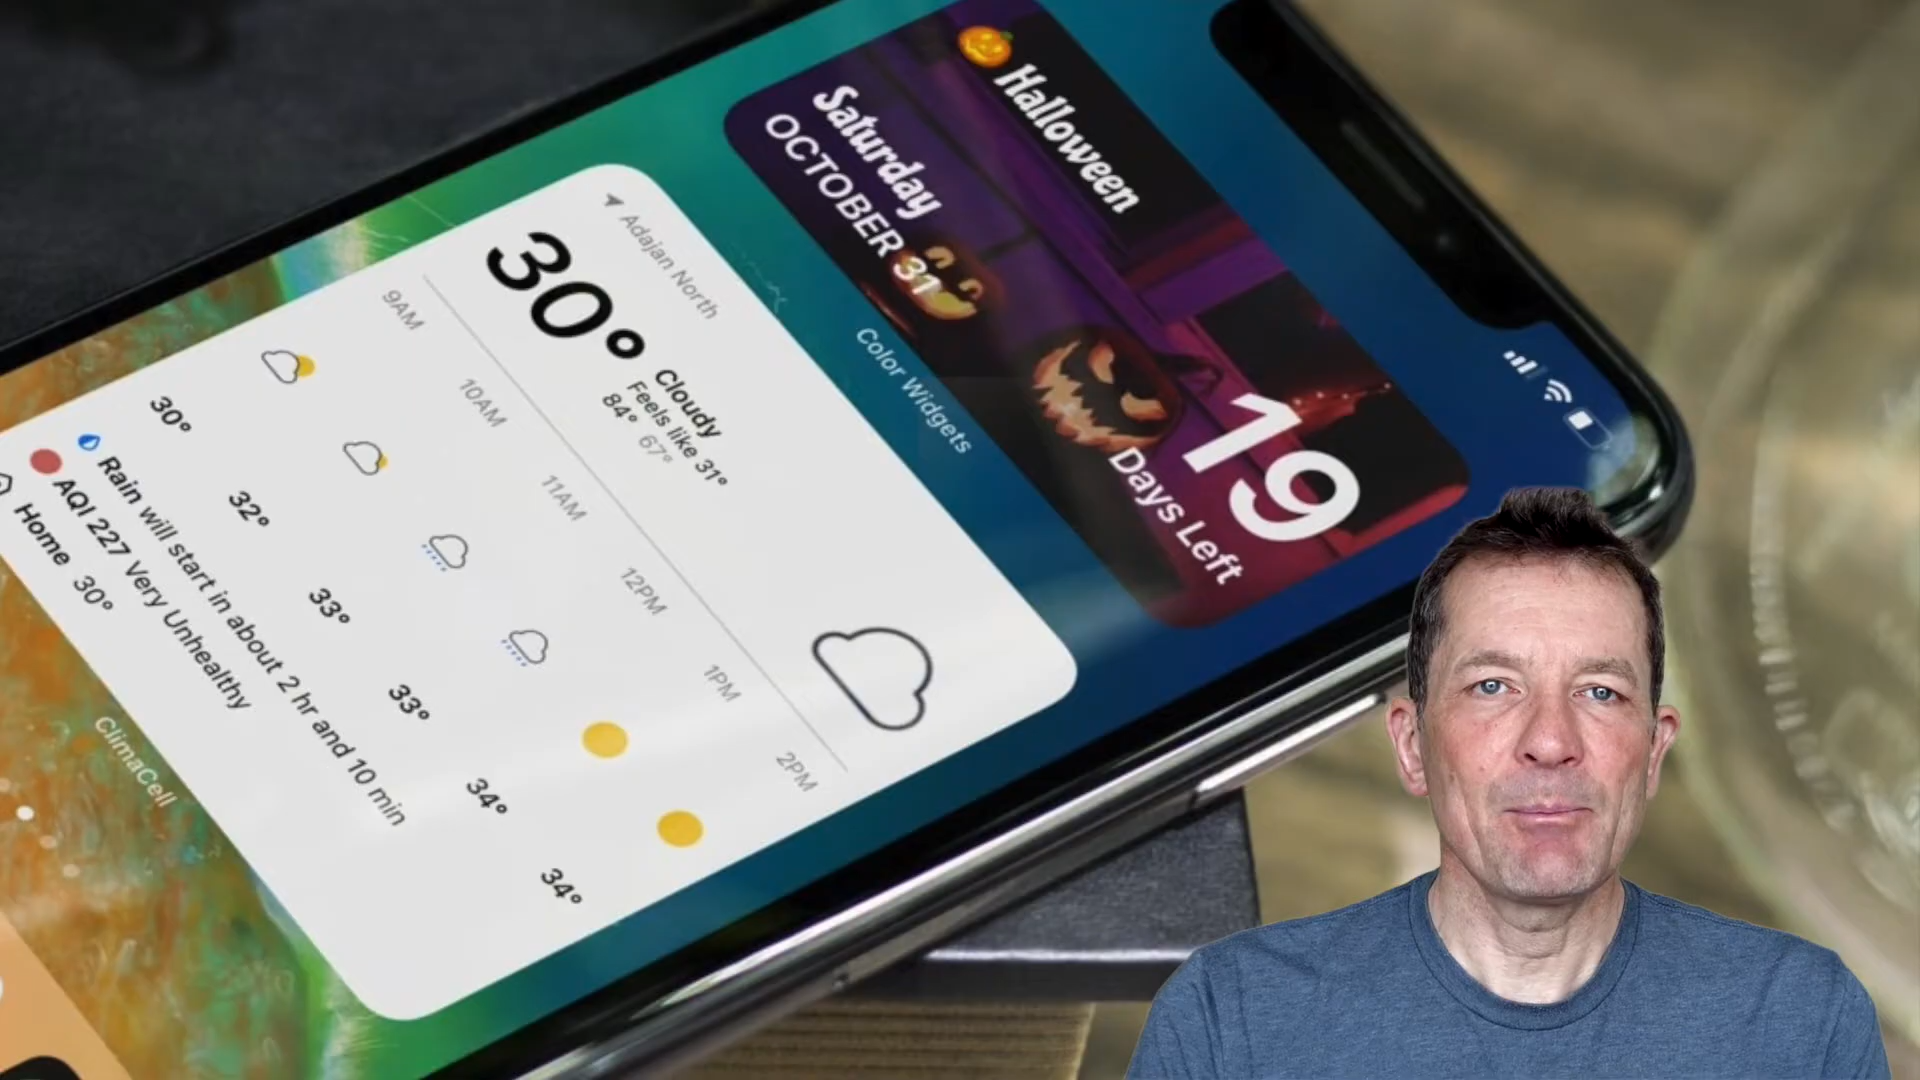 🎃 Halloween
Saturday
OCTOBER 31
19
Days Left
Color Widgets
Adajan North
30°
Cloudy
Feels like 31°
84° 67°
9AM
10AM
11AM
12PM
1PM
2PM
30°
32°
33°
33°
34°
34°
Rain will start in about 2 hr and 10 min
AQI 227 Very Unhealthy
Home 30°
ClimaCell